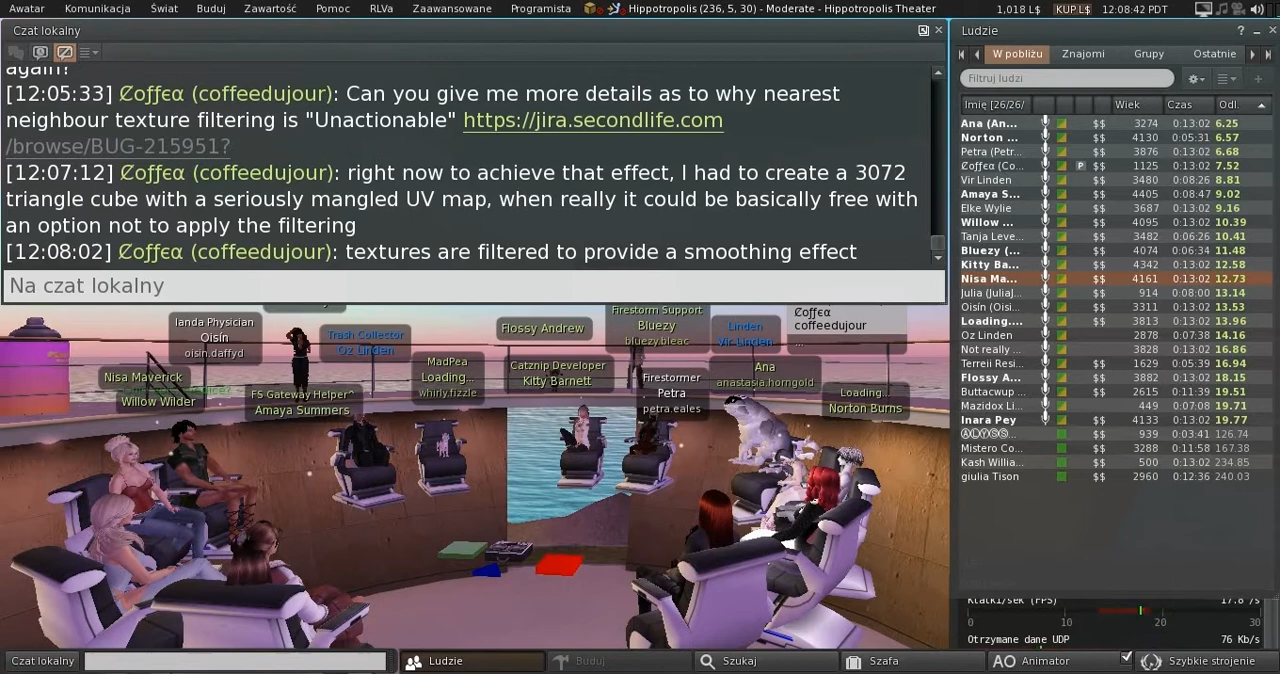 Awatar Komunikacja Świat Buduj Zawartość Pomoc RLVa Zaawansowane Programista Hippotropolis (236, 5, 30) - Moderate - Hippotropolis Theater 1,018 L$ KUP L$ 12:08:42 PDT
Czat lokalny
again?
[12:05:33] Ȼσƒƒєα (coffeedujour): Can you give me more details as to why nearest
neighbour texture filtering is "Unactionable" https://jira.secondlife.com
/browse/BUG-215951?
[12:07:12] Ȼσƒƒєα (coffeedujour): right now to achieve that effect, I had to create a 3072
triangle cube with a seriously mangled UV map, when really it could be basically free with
an option not to apply the filtering
[12:08:02] Ȼσƒƒєα (coffeedujour): textures are filtered to provide a smoothing effect
Na czat lokalny
Ianda Physician
Oisín
oisin.daffyd
Trash Collector
Oz Linden
Flossy Andrew
Firestorm Support
Bluezy
bluezy.bleac
Linden
Vir Linden
Ȼσƒƒєα
coffeedujour
...
Nisa Maverick
Willow Wilder
FS Gateway Helper^
Amaya Summers
MadPea
Loading...
whirly.fizzle
Catznip Developer
Kitty Barnett
Firestormer
Petra
petra.eales
Ana
anastasia.horngold
Loading...
Norton Burns
Ludzie
W pobliżu Znajomi Grupy Ostatnie
Filtruj ludzi
Imię [26/26/ Wiek Czas Odl.
Ana (An... $$ 3274 0:13:02 6.25
Norton ... $$ 4130 0:05:31 6.57
Petra (Petr... $$ 3876 0:13:02 6.68
Ȼσƒƒєα (Co... P $$ 1125 0:13:02 7.52
Vir Linden $$ 3480 0:08:26 8.81
Amaya S... $$ 4405 0:08:47 9.02
Elke Wylie $$ 3687 0:13:02 9.16
Willow ... $$ 4095 0:13:02 10.39
Tanja Leve... $$ 3482 0:06:26 10.41
Bluezy (... $$ 4074 0:06:34 11.48
Kitty Ba... $$ 4342 0:13:02 12.58
Nisa Ma... $$ 4161 0:13:02 12.73
Julia (JuliaJ... $$ 914 0:08:00 13.14
Oisín (Oisi... $$ 3311 0:13:02 13.53
Loading.... $$ 3813 0:13:02 13.96
Oz Linden 2878 0:07:38 14.16
Not really ... 3828 0:13:02 16.86
Terreii Resi... $$ 1629 0:05:39 16.94
Flossy A... $$ 3882 0:13:02 18.15
Buttacwup ... $$ 2615 0:11:39 19.51
Mazidox Li... 449 0:07:08 19.71
Inara Pey $$ 4133 0:13:02 19.77
ⒶⓁⓎⓈⓈ... $$ 939 0:03:41 126.74
Mistero Co... $$ 3288 0:11:58 167.38
Kash Willia... $$ 500 0:13:02 234.85
giulia Tison $$ 2960 0:12:36 240.03
Klatki/sek (FPS) 17.8 /s
0 10 20 30
Otrzymane dane UDP 76 Kb/s
Czat lokalny Ludzie Buduj Szukaj Szafa AO Animator Szybkie strojenie